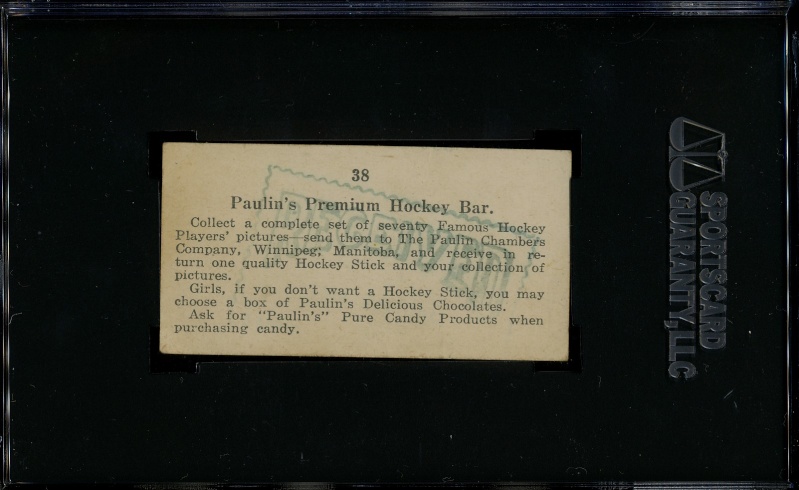 38
Paulin's Premium Hockey Bar.
Collect a complete set of seventy Famous Hockey
Players' pictures—send them to The Paulin Chambers
Company, Winnipeg; Manitoba, and receive in re-
turn one quality Hockey Stick and your collection of
pictures.
Girls, if you don't want a Hockey Stick, you may
choose a box of Paulin's Delicious Chocolates.
Ask for "Paulin's" Pure Candy Products when
purchasing candy.
SPORTSCARD
GUARANTY, LLC